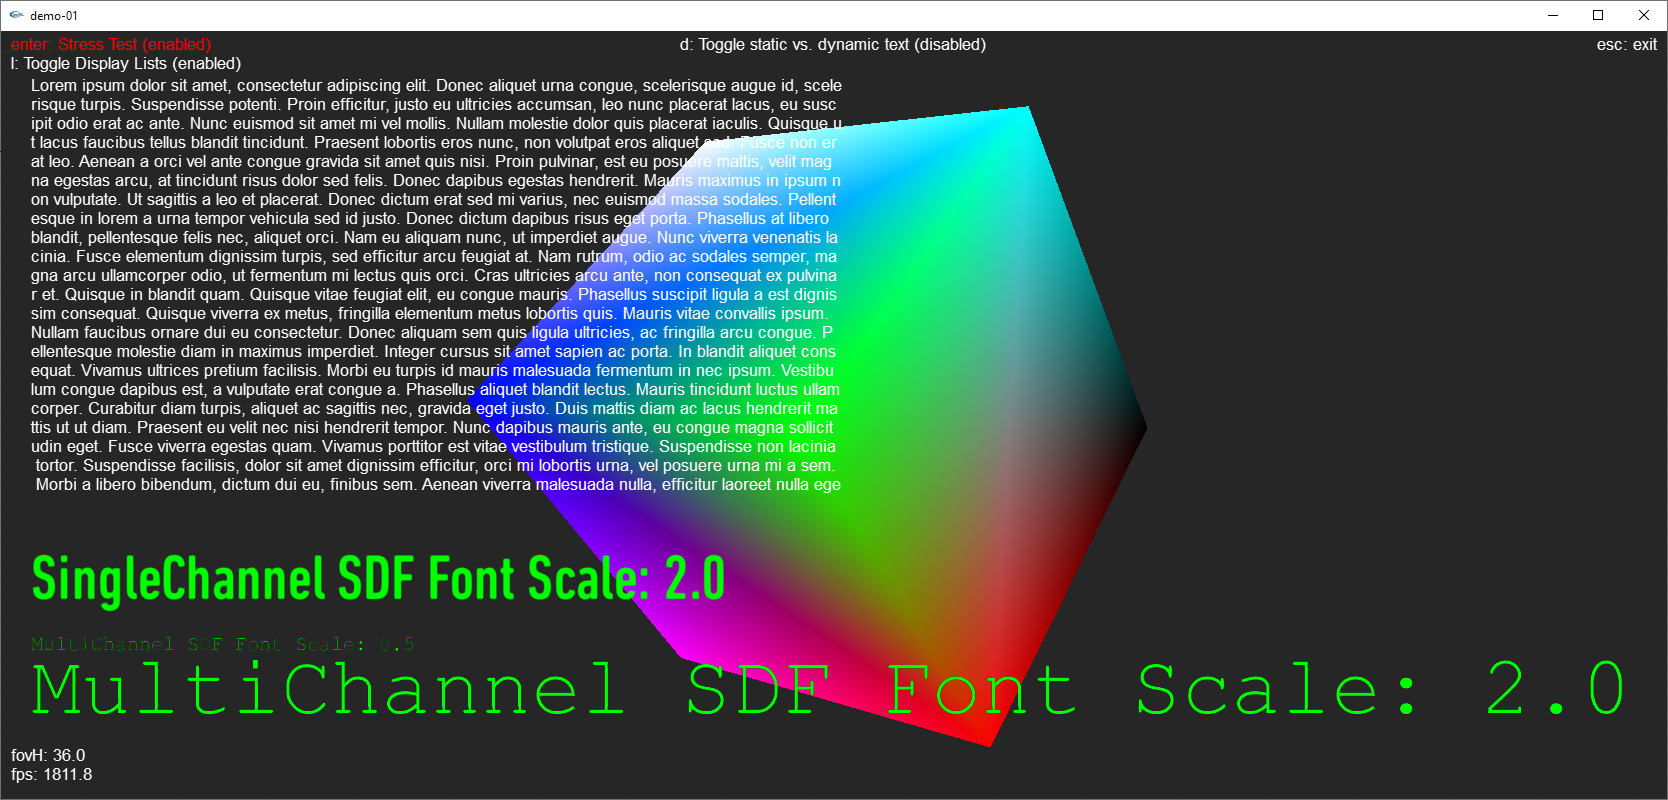 demo-01
enter: Stress Test (enabled) d: Toggle static vs. dynamic text (disabled) esc: exit
l: Toggle Display Lists (enabled)
Lorem ipsum dolor sit amet, consectetur adipiscing elit. Donec aliquet urna congue, scelerisque augue id, scele
risque turpis. Suspendisse potenti. Proin efficitur, justo eu ultricies accumsan, leo nunc placerat lacus, eu susc
ipit odio erat ac ante. Nunc euismod sit amet mi vel mollis. Nullam molestie dolor quis placerat iaculis. Quisque u
t lacus faucibus tellus blandit tincidunt. Praesent lobortis eros nunc, non volutpat eros aliquet sed. Fusce non er
at leo. Aenean a orci vel ante congue gravida sit amet quis nisi. Proin pulvinar, est eu posuere mattis, velit mag
na egestas arcu, at tincidunt risus dolor sed felis. Donec dapibus egestas hendrerit. Mauris maximus in ipsum n
on vulputate. Ut sagittis a leo et placerat. Donec dictum erat sed mi varius, nec euismod massa sodales. Pellent
esque in lorem a urna tempor vehicula sed id justo. Donec dictum dapibus risus eget porta. Phasellus at libero
blandit, pellentesque felis nec, aliquet orci. Nam eu aliquam nunc, ut imperdiet augue. Nunc viverra venenatis la
cinia. Fusce elementum dignissim turpis, sed efficitur arcu feugiat at. Nam rutrum, odio ac sodales semper, ma
gna arcu ullamcorper odio, ut fermentum mi lectus quis orci. Cras ultricies arcu ante, non consequat ex pulvina
r et. Quisque in blandit quam. Quisque vitae feugiat elit, eu congue mauris. Phasellus suscipit ligula a est dignis
sim consequat. Quisque viverra ex metus, fringilla elementum metus lobortis quis. Mauris vitae convallis ipsum.
Nullam faucibus ornare dui eu consectetur. Donec aliquam sem quis ligula ultricies, ac fringilla arcu congue. P
ellentesque molestie diam in maximus imperdiet. Integer cursus sit amet sapien ac porta. In blandit aliquet cons
equat. Vivamus ultrices pretium facilisis. Morbi eu turpis id mauris malesuada fermentum in nec ipsum. Vestibu
lum congue dapibus est, a vulputate erat congue a. Phasellus aliquet blandit lectus. Mauris tincidunt luctus ullam
corper. Curabitur diam turpis, aliquet ac sagittis nec, gravida eget justo. Duis mattis diam ac lacus hendrerit ma
ttis ut ut diam. Praesent eu velit nec nisi hendrerit tempor. Nunc dapibus mauris ante, eu congue magna sollicit
udin eget. Fusce viverra egestas quam. Vivamus porttitor est vitae vestibulum tristique. Suspendisse non lacinia
tortor. Suspendisse facilisis, dolor sit amet dignissim efficitur, orci mi lobortis urna, vel posuere urna mi a sem.
Morbi a libero bibendum, dictum dui eu, finibus sem. Aenean viverra malesuada nulla, efficitur laoreet nulla ege
SingleChannel SDF Font Scale: 2.0
MultiChannel SDF Font Scale: 0.5
MultiChannel SDF Font Scale: 2.0
fovH: 36.0
fps: 1811.8